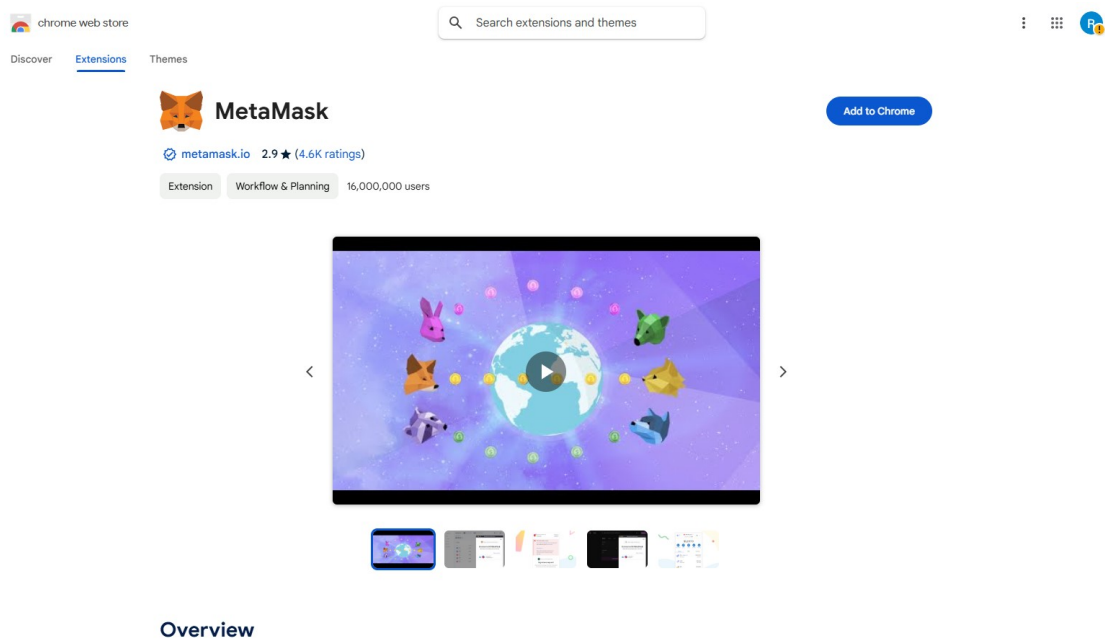 chrome web store
Search extensions and themes
R
Discover Extensions Themes
MetaMask
Add to Chrome
metamask.io 2.9 ★ (4.6K ratings)
Extension Workflow & Planning 16,000,000 users
Overview